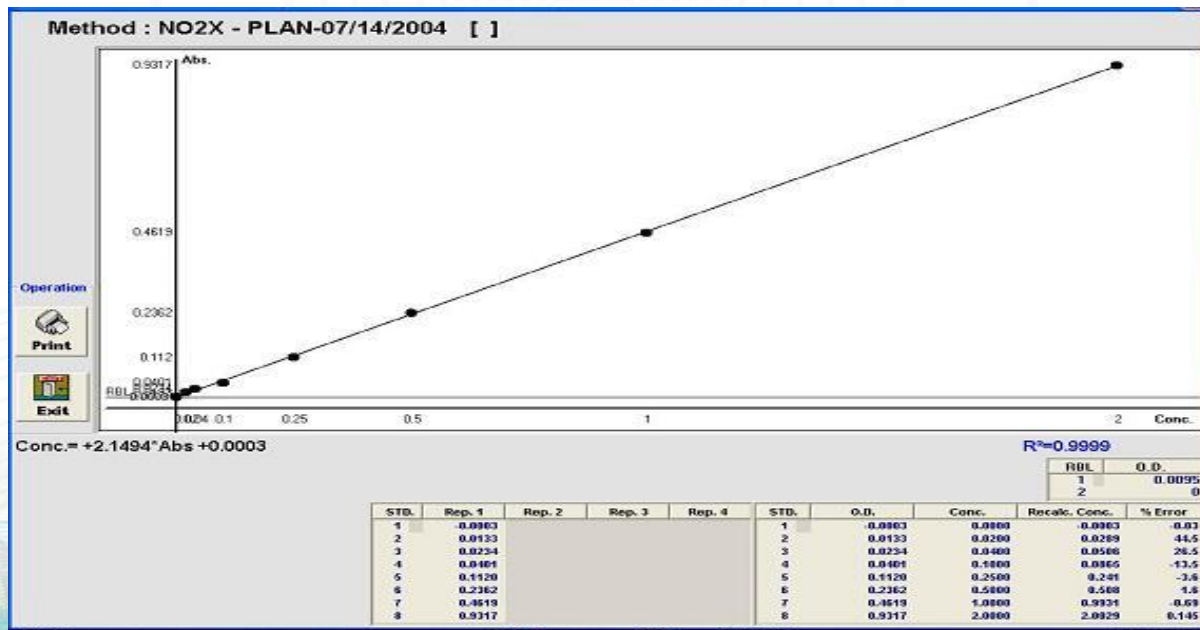 Method : NO2X - PLAN-07/14/2004 [ ]
Abs.
0.9317
0.4619
Operation
0.2362
Print
0.112
0.0401
RBL
Exit
0.1 0.25 0.5 1 2 Conc.
Conc.= +2.1494*Abs +0.0003 R²=0.9999
RBL O.D.
1 0.0095
2 0
STD. Rep. 1 Rep. 2 Rep. 3 Rep. 4 STD. O.D. Conc. Recalc. Conc. % Error
1 -0.0003 1 -0.0003 0.0000 -0.0003 -0.03
2 0.0133 2 0.0133 0.0200 0.0289 44.5
3 0.0234 3 0.0234 0.0400 0.0506 26.5
4 0.0401 4 0.0401 0.1000 0.0865 -13.5
5 0.1120 5 0.1120 0.2500 0.241 -3.6
6 0.2362 6 0.2362 0.5000 0.508 1.6
7 0.4619 7 0.4619 1.0000 0.9931 -0.69
8 0.9317 8 0.9317 2.0000 2.0029 0.145